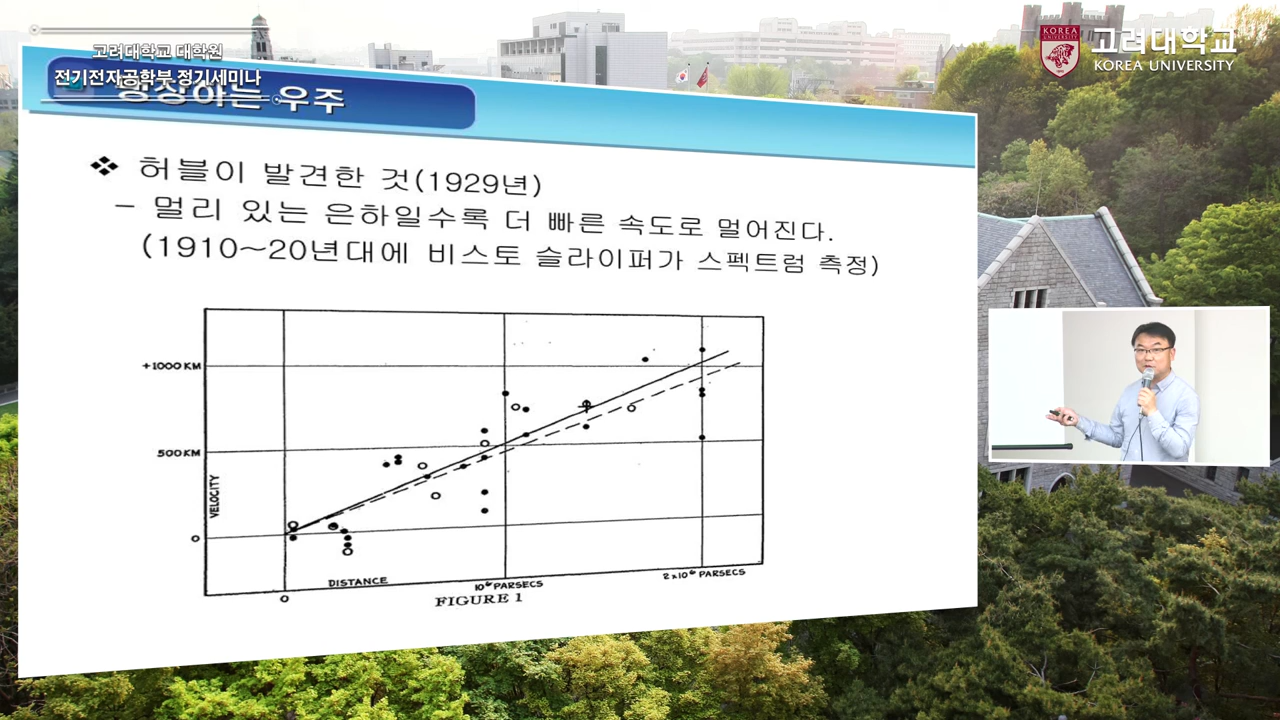 고려대학교 대학원
전기전자공학부 정기세미나
우주
KOREA
UNIVERSITY
고려대학교
KOREA UNIVERSITY
❖ 허블이 발견한 것(1929년)
– 멀리 있는 은하일수록 더 빠른 속도로 멀어진다.
(1910~20년대에 비스토 슬라이퍼가 스펙트럼 측정)
+1000 KM
500 KM
VELOCITY
0
DISTANCE
0
10⁶ PARSECS
2 x 10⁶ PARSECS
FIGURE 1